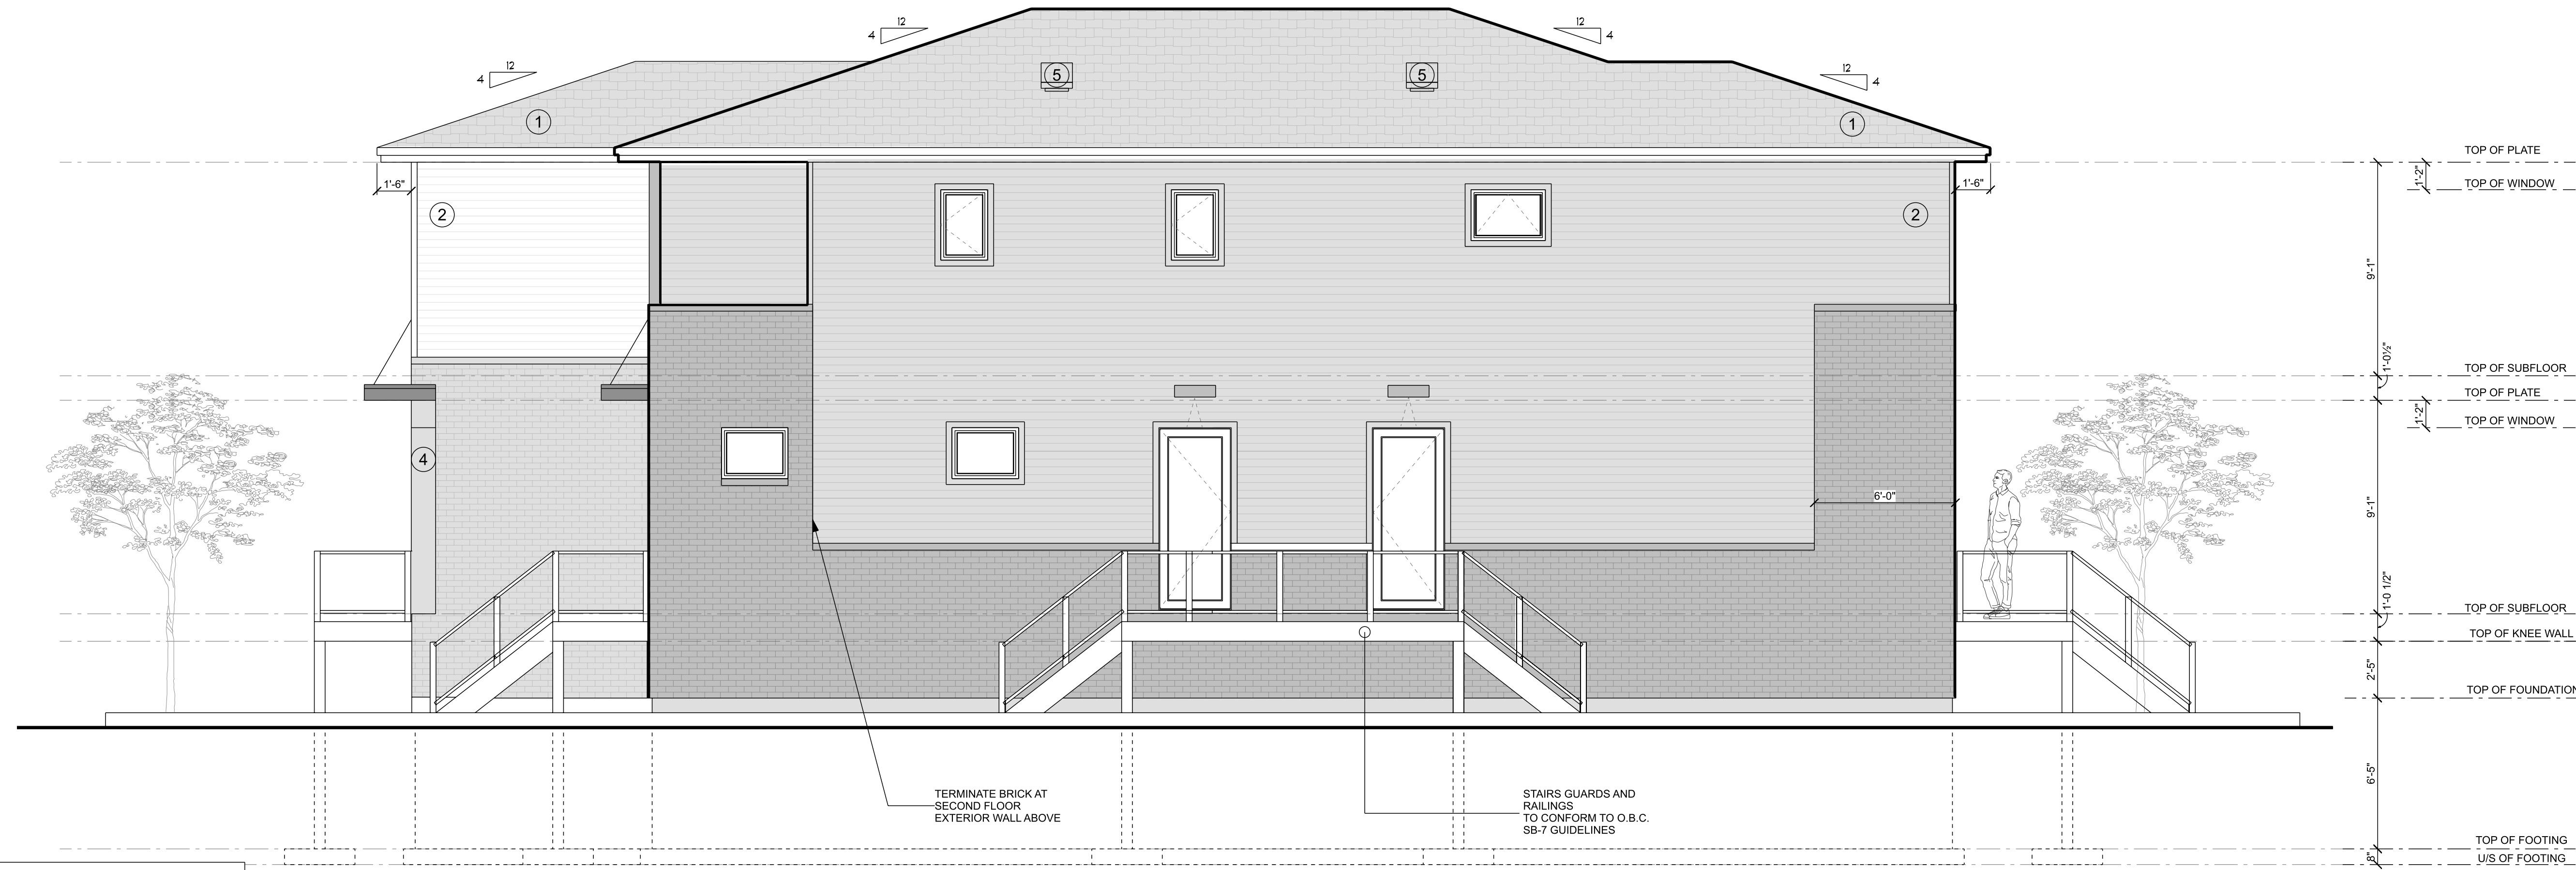 12
4
12
4
12
4
12
4
5
5
1
1
TOP OF PLATE
1'-2"
TOP OF WINDOW
1'-6"
1'-6"
2
2
9'-1"
1'-0½"
TOP OF SUBFLOOR
TOP OF PLATE
1'-2"
TOP OF WINDOW
4
6'-0"
9'-1"
1'-0 1/2"
TOP OF SUBFLOOR
TOP OF KNEE WALL
2'-5"
TOP OF FOUNDATION
6'-5"
TERMINATE BRICK AT
SECOND FLOOR
EXTERIOR WALL ABOVE
STAIRS GUARDS AND
RAILINGS
TO CONFORM TO O.B.C.
SB-7 GUIDELINES
TOP OF FOOTING
8"
U/S OF FOOTING